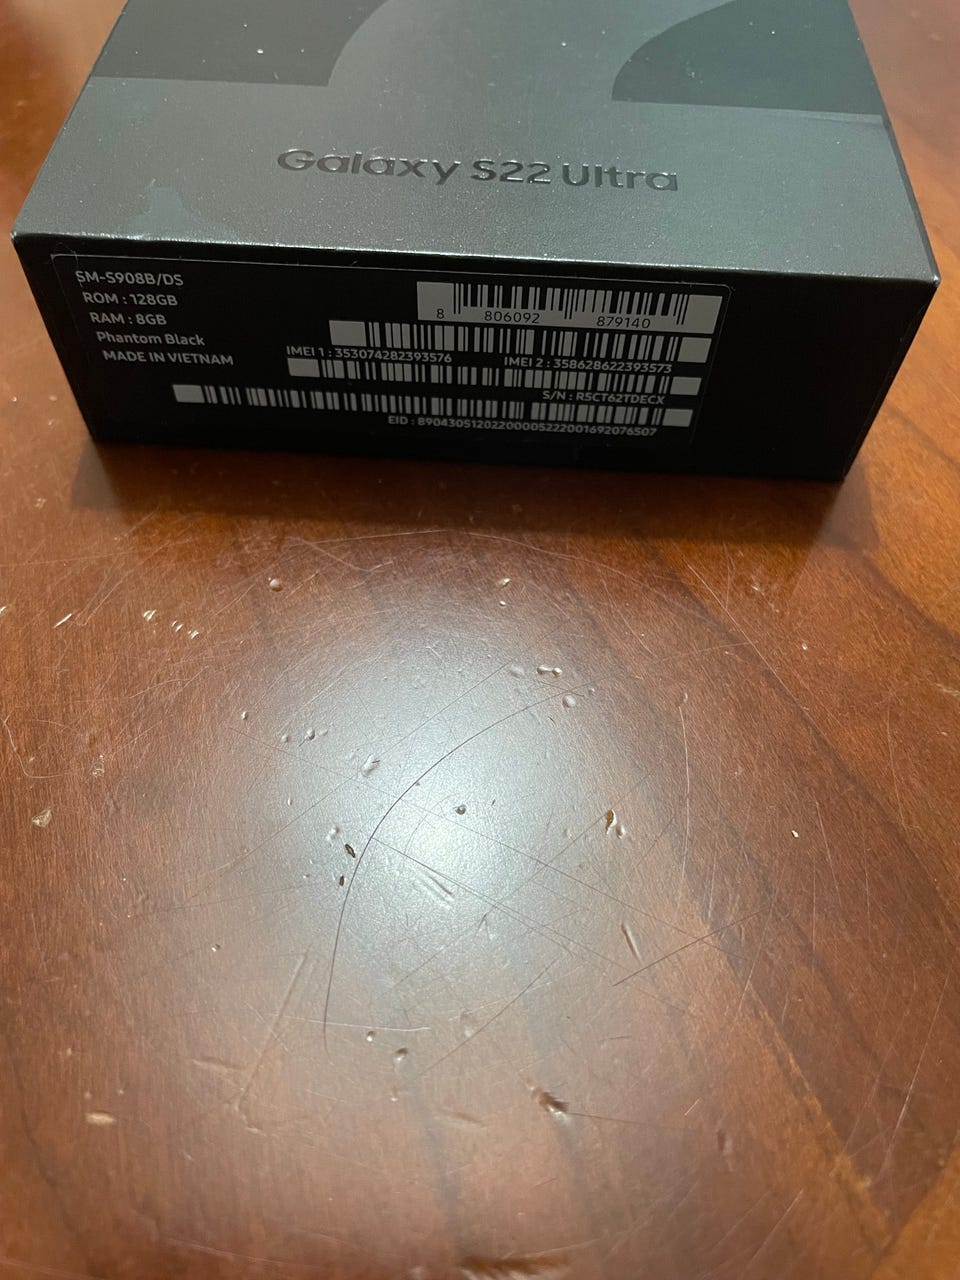 Galaxy S22 Ultra
SM-S908B/DS
ROM : 128GB
RAM : 8GB
Phantom Black
MADE IN VIETNAM
8 806092 879140
IMEI 1 : 353074282393576 IMEI 2 : 358628622393573
S/N : R5CT62TDECX
EID : 89043051202200005222001692076507